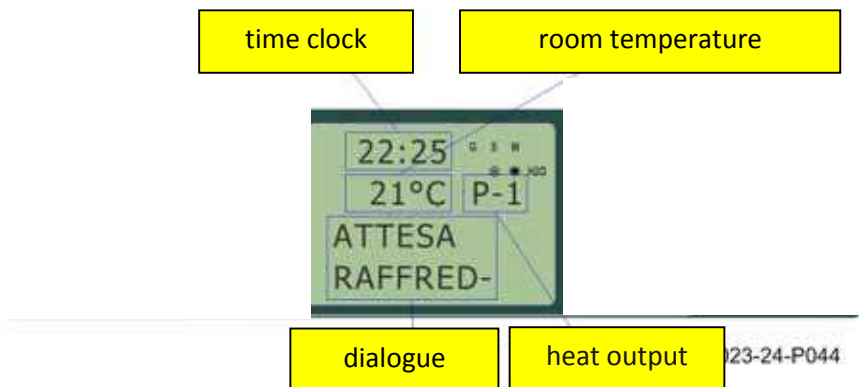 time clock
room temperature
22:25
G S M
21°C P-1
ATTESA
RAFFRED-
dialogue
heat output
023-24-P044